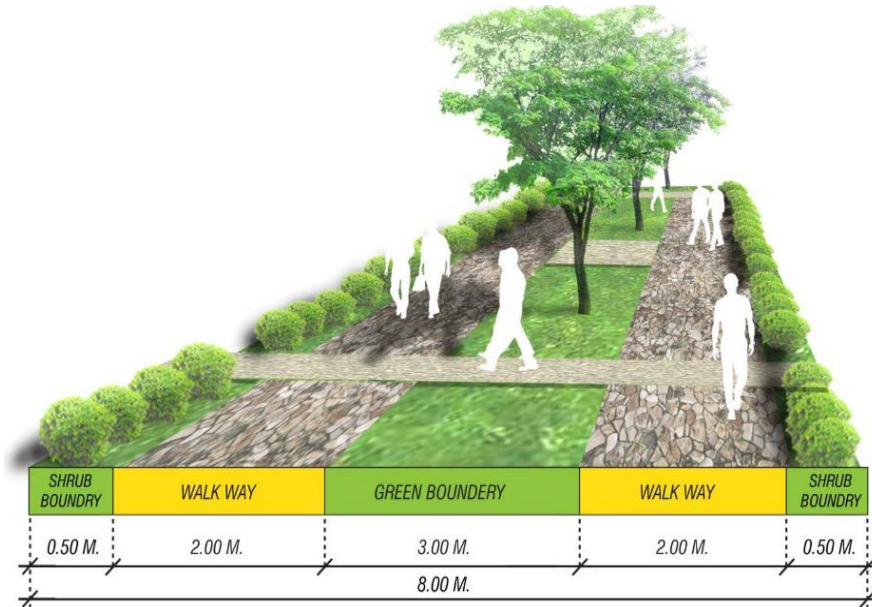 SHRUB
BOUNDRY
WALK WAY
GREEN BOUNDERY
WALK WAY
SHRUB
BOUNDRY
0.50 M.
2.00 M.
3.00 M.
2.00 M.
0.50 M.
8.00 M.